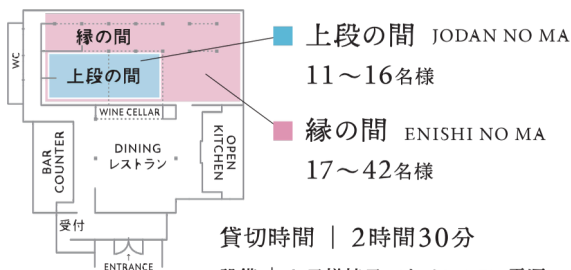 縁の間
上段の間
WC
WINE CELLAR
DINING
レストラン
BAR
COUNTER
OPEN
KITCHEN
受付
ENTRANCE
上段の間 JODAN NO MA
11～16名様
縁の間 ENISHI NO MA
17～42名様
貸切時間｜2時間30分